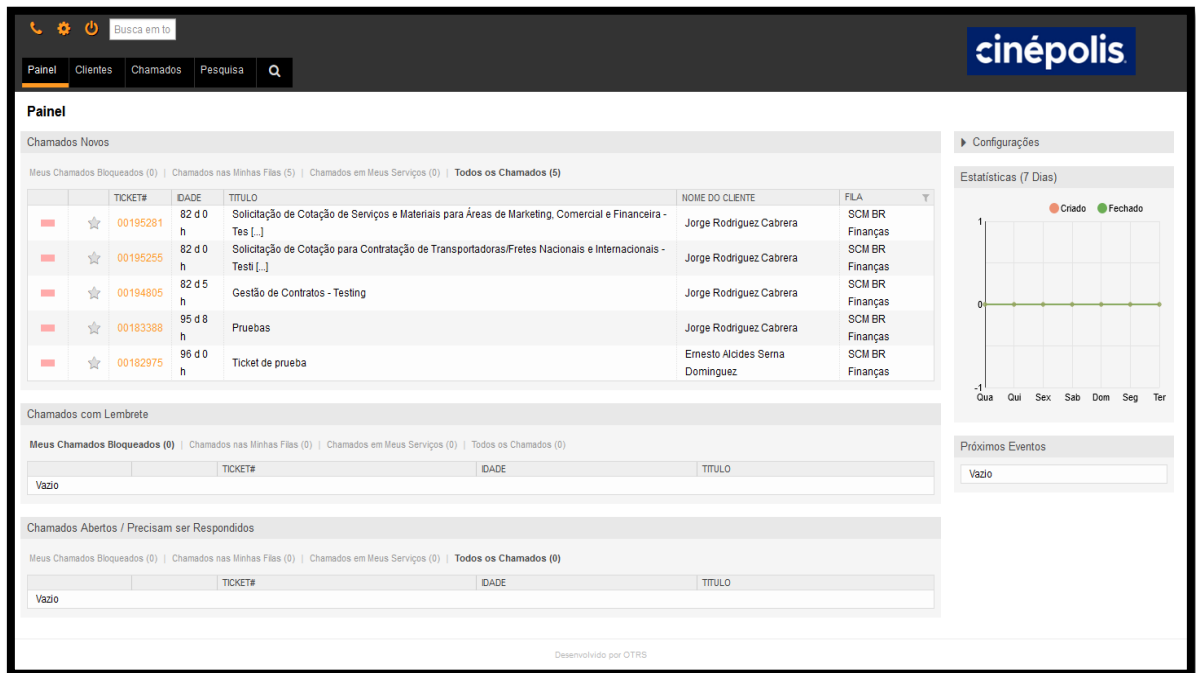 Busca em to
cinépolis
Painel Clientes Chamados Pesquisa
Painel
Chamados Novos
Meus Chamados Bloqueados (0) | Chamados nas Minhas Filas (5) | Chamados em Meus Serviços (0) | Todos os Chamados (5)
TICKET# IDADE TITULO NOME DO CLIENTE FILA
00195281 82 d 0 h Solicitação de Cotação de Serviços e Materiais para Áreas de Marketing, Comercial e Financeira - Tes [...] Jorge Rodriguez Cabrera SCM BR Finanças
00195255 82 d 0 h Solicitação de Cotação para Contratação de Transportadoras/Fretes Nacionais e Internacionais - Testi [...] Jorge Rodriguez Cabrera SCM BR Finanças
00194805 82 d 5 h Gestão de Contratos - Testing Jorge Rodriguez Cabrera SCM BR Finanças
00183388 95 d 8 h Pruebas Jorge Rodriguez Cabrera SCM BR Finanças
00182975 96 d 0 h Ticket de prueba Ernesto Alcides Serna Dominguez SCM BR Finanças
Chamados com Lembrete
Meus Chamados Bloqueados (0) | Chamados nas Minhas Filas (0) | Chamados em Meus Serviços (0) | Todos os Chamados (0)
TICKET# IDADE TITULO
Vazio
Chamados Abertos / Precisam ser Respondidos
Meus Chamados Bloqueados (0) | Chamados nas Minhas Filas (0) | Chamados em Meus Serviços (0) | Todos os Chamados (0)
TICKET# IDADE TITULO
Vazio
Configurações
Estatísticas (7 Dias)
Criado Fechado
1
0
-1
Qua Qui Sex Sab Dom Seg Ter
Próximos Eventos
Vazio
Desenvolvido por OTRS